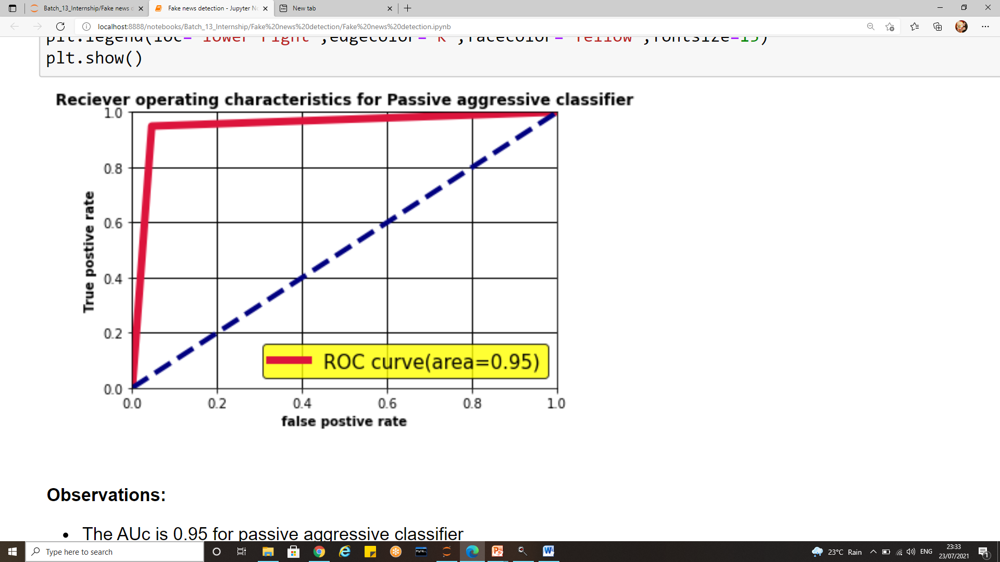 Batch_13_Internship/Fake news d
Fake news detection - Jupyter N
New tab
localhost:8888/notebooks/Batch_13_Internship/Fake%20news%20detection/Fake%20news%20detection.ipynb
plt.legend(loc="lower right",edgecolor="k",facecolor="Yellow",fontsize=15)
plt.show()
Reciever operating characteristics for Passive aggressive classifier
1.0
0.8
0.6
0.4
0.2
0.0
True postive rate
ROC curve(area=0.95)
0.0 0.2 0.4 0.6 0.8 1.0
false postive rate
Observations:
• The AUc is 0.95 for passive aggressive classifier
Type here to search
MySQL
23°C Rain
ENG
23:33
23/07/2021
1